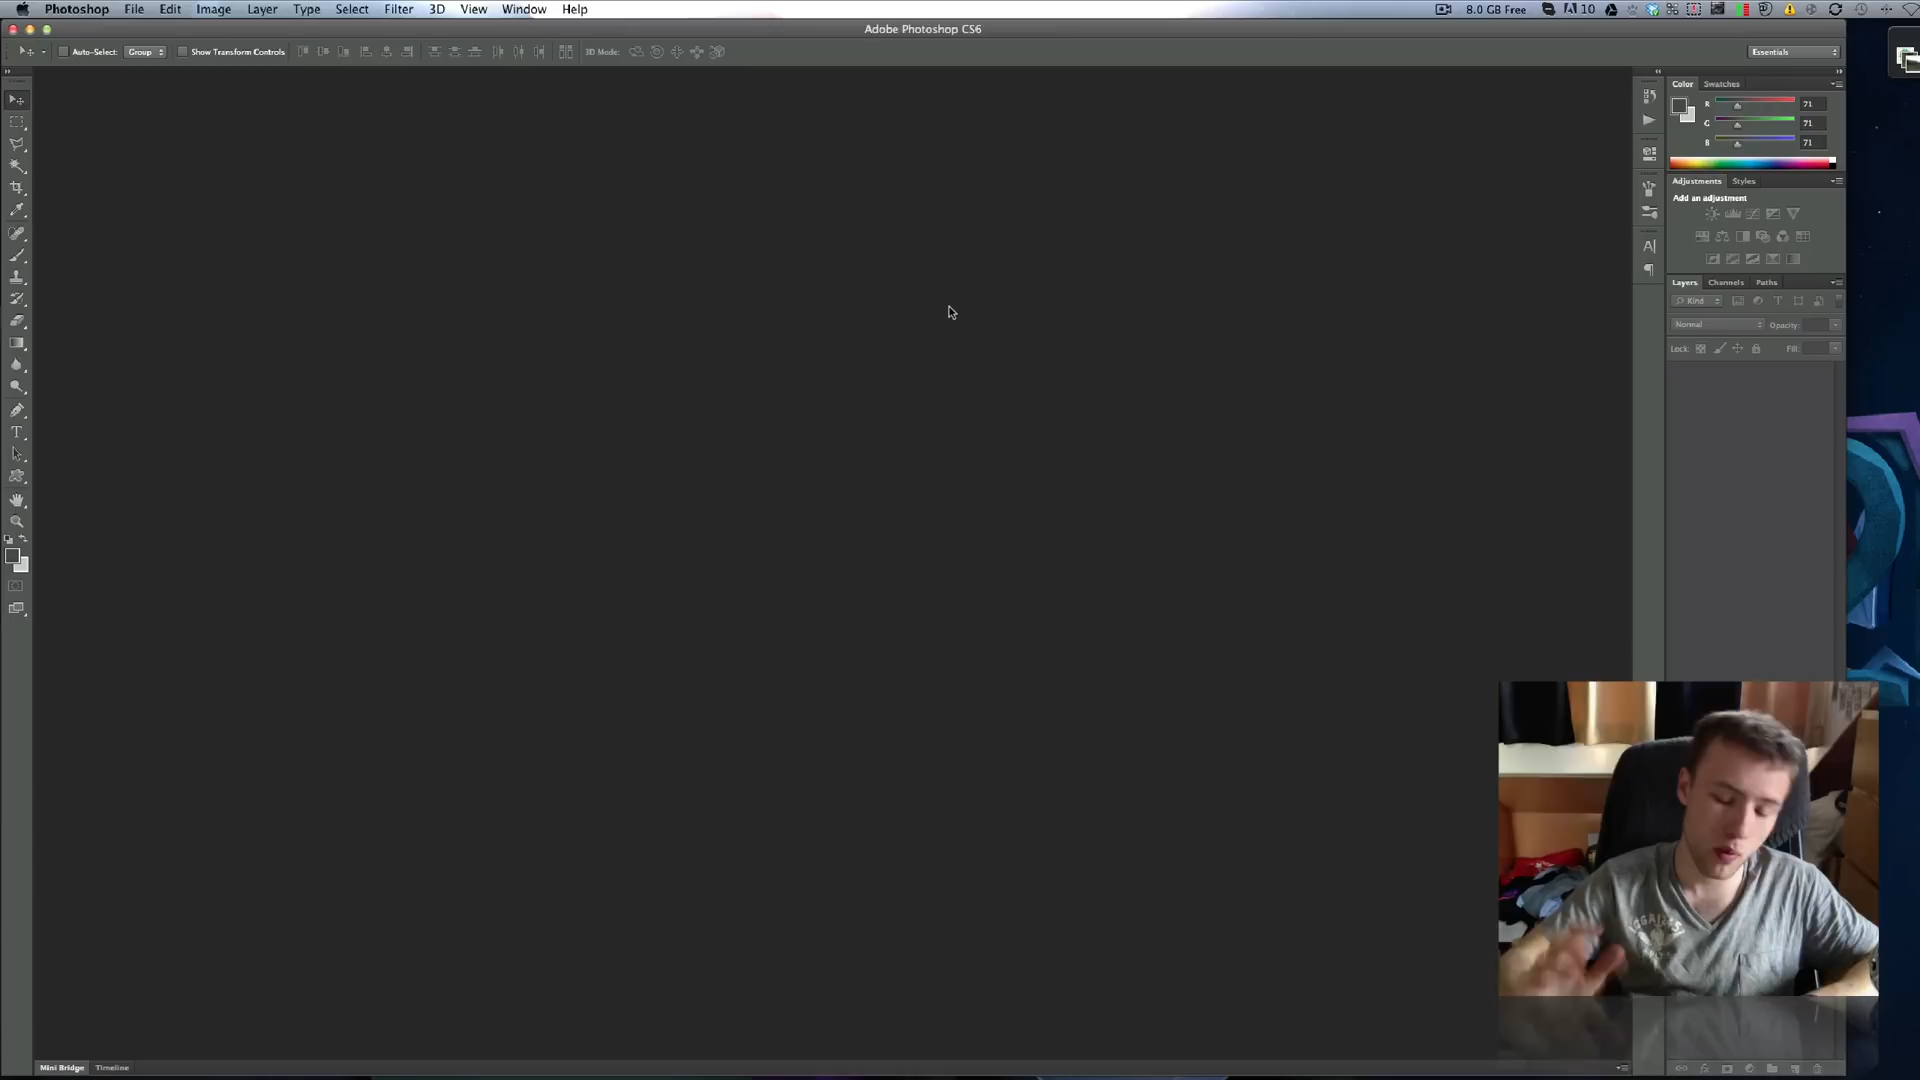 Photoshop File Edit Image Layer Type Select Filter 3D View Window Help 8.0 GB Free 10
Adobe Photoshop CS6
Auto-Select: Group Show Transform Controls 3D Mode: Essentials
Color Swatches
R 71
G 71
B 71
Adjustments Styles
Add an adjustment
Layers Channels Paths
Kind
Normal Opacity:
Lock: Fill:
Mini Bridge Timeline